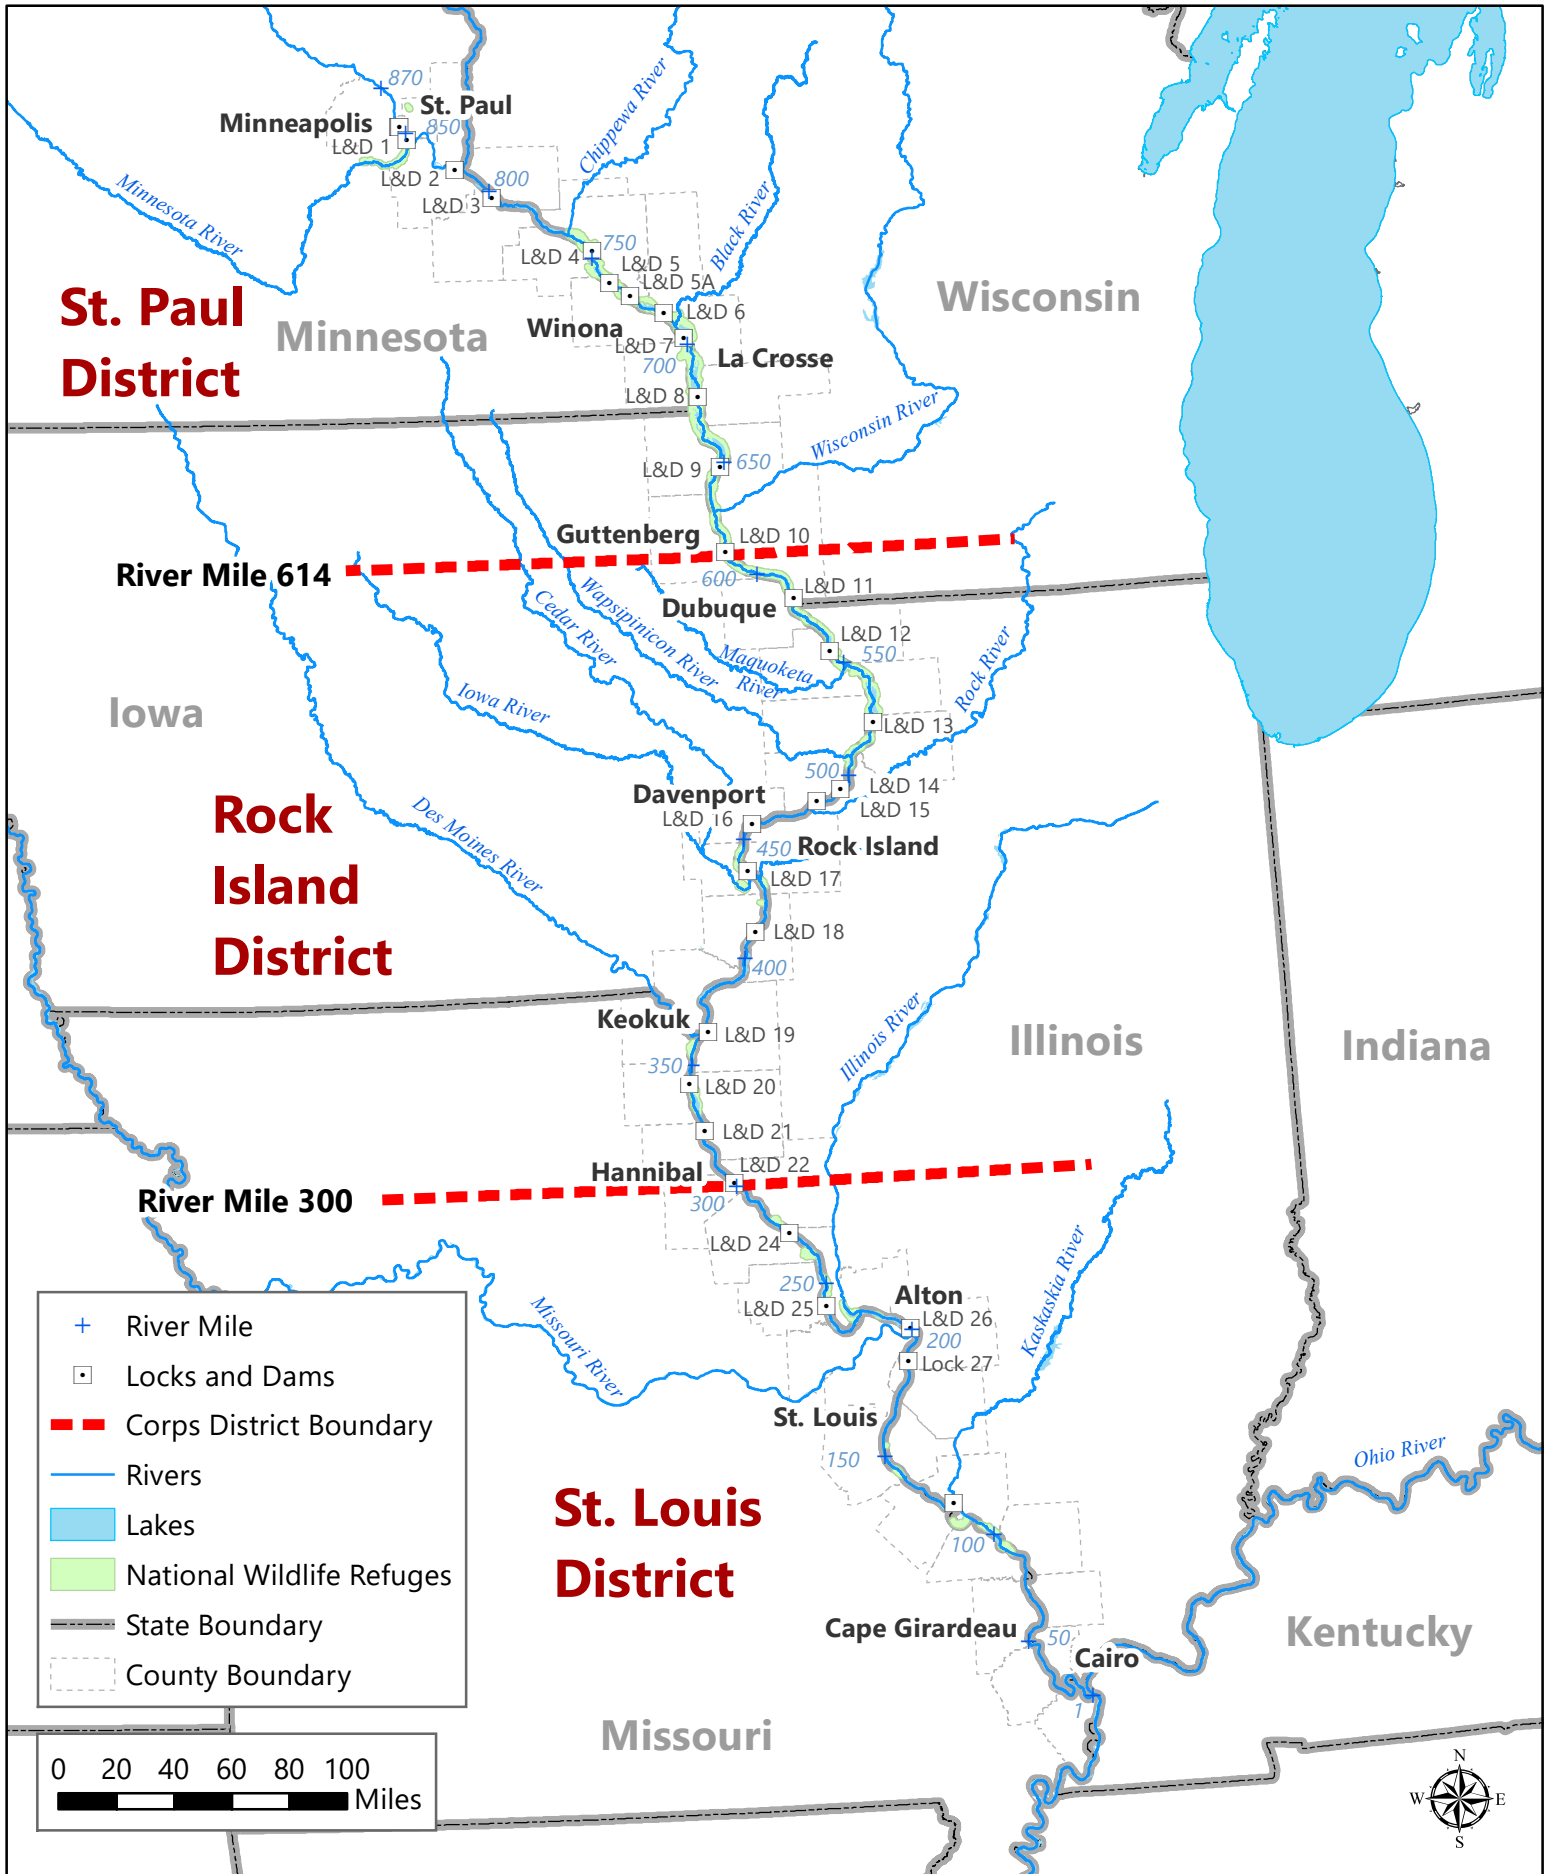 870
St. Paul
Minneapolis
850
L&D 1
L&D 2
800
L&D 3
Chippewa River
Minnesota River
Black River
750
L&D 4
L&D 5
L&D 5A
L&D 6
Winona
L&D 7
700
La Crosse
L&D 8
St. Paul
District
Minnesota
Wisconsin
Wisconsin River
L&D 9
650
Guttenberg
L&D 10
River Mile 614
600
L&D 11
Dubuque
Cedar River
Wapsipinicon River
Maquoketa
River
L&D 12
550
Rock River
Iowa River
Iowa
L&D 13
500
L&D 14
Davenport
L&D 15
L&D 16
450
Rock Island
L&D 17
Rock
Island
District
Des Moines River
L&D 18
400
Keokuk
L&D 19
Illinois River
Illinois
Indiana
350
L&D 20
L&D 21
Hannibal
L&D 22
River Mile 300
300
L&D 24
250
L&D 25
Alton
L&D 26
200
Lock 27
Kaskaskia River
Missouri River
St. Louis
150
Ohio River
St. Louis
District
100
Cape Girardeau
50
Cairo
1
Kentucky
Missouri
River Mile
Locks and Dams
Corps District Boundary
Rivers
Lakes
National Wildlife Refuges
State Boundary
County Boundary
0 20 40 60 80 100
Miles
N
W E
S